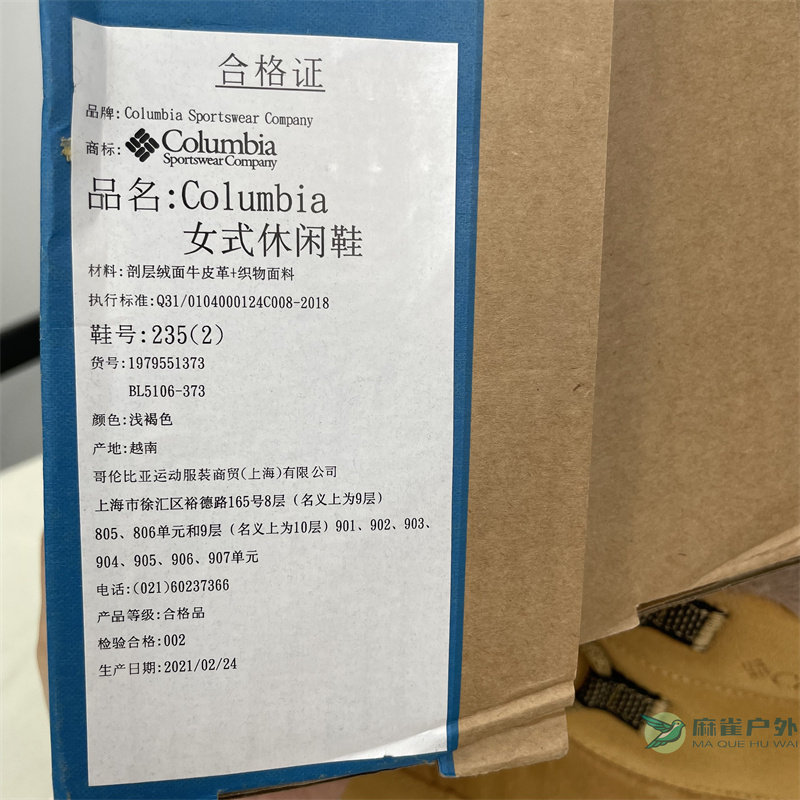 合格证
品牌:Columbia Sportswear Company
商标: Columbia
Sportswear Company
品名:Columbia
女式休闲鞋
材料:剖层绒面牛皮革+织物面料
执行标准:Q31/0104000124C008-2018
鞋号:235(2)
货号:1979551373
BL5106-373
颜色:浅褐色
产地:越南
哥伦比亚运动服装商贸(上海)有限公司
上海市徐汇区裕德路165号8层(名义上为9层)
805、806单元和9层(名义上为10层)901、902、903、
904、905、906、907单元
电话:(021)60237366
产品等级:合格品
检验合格:002
生产日期:2021/02/24
麻雀户外
MA QUE HU WAI